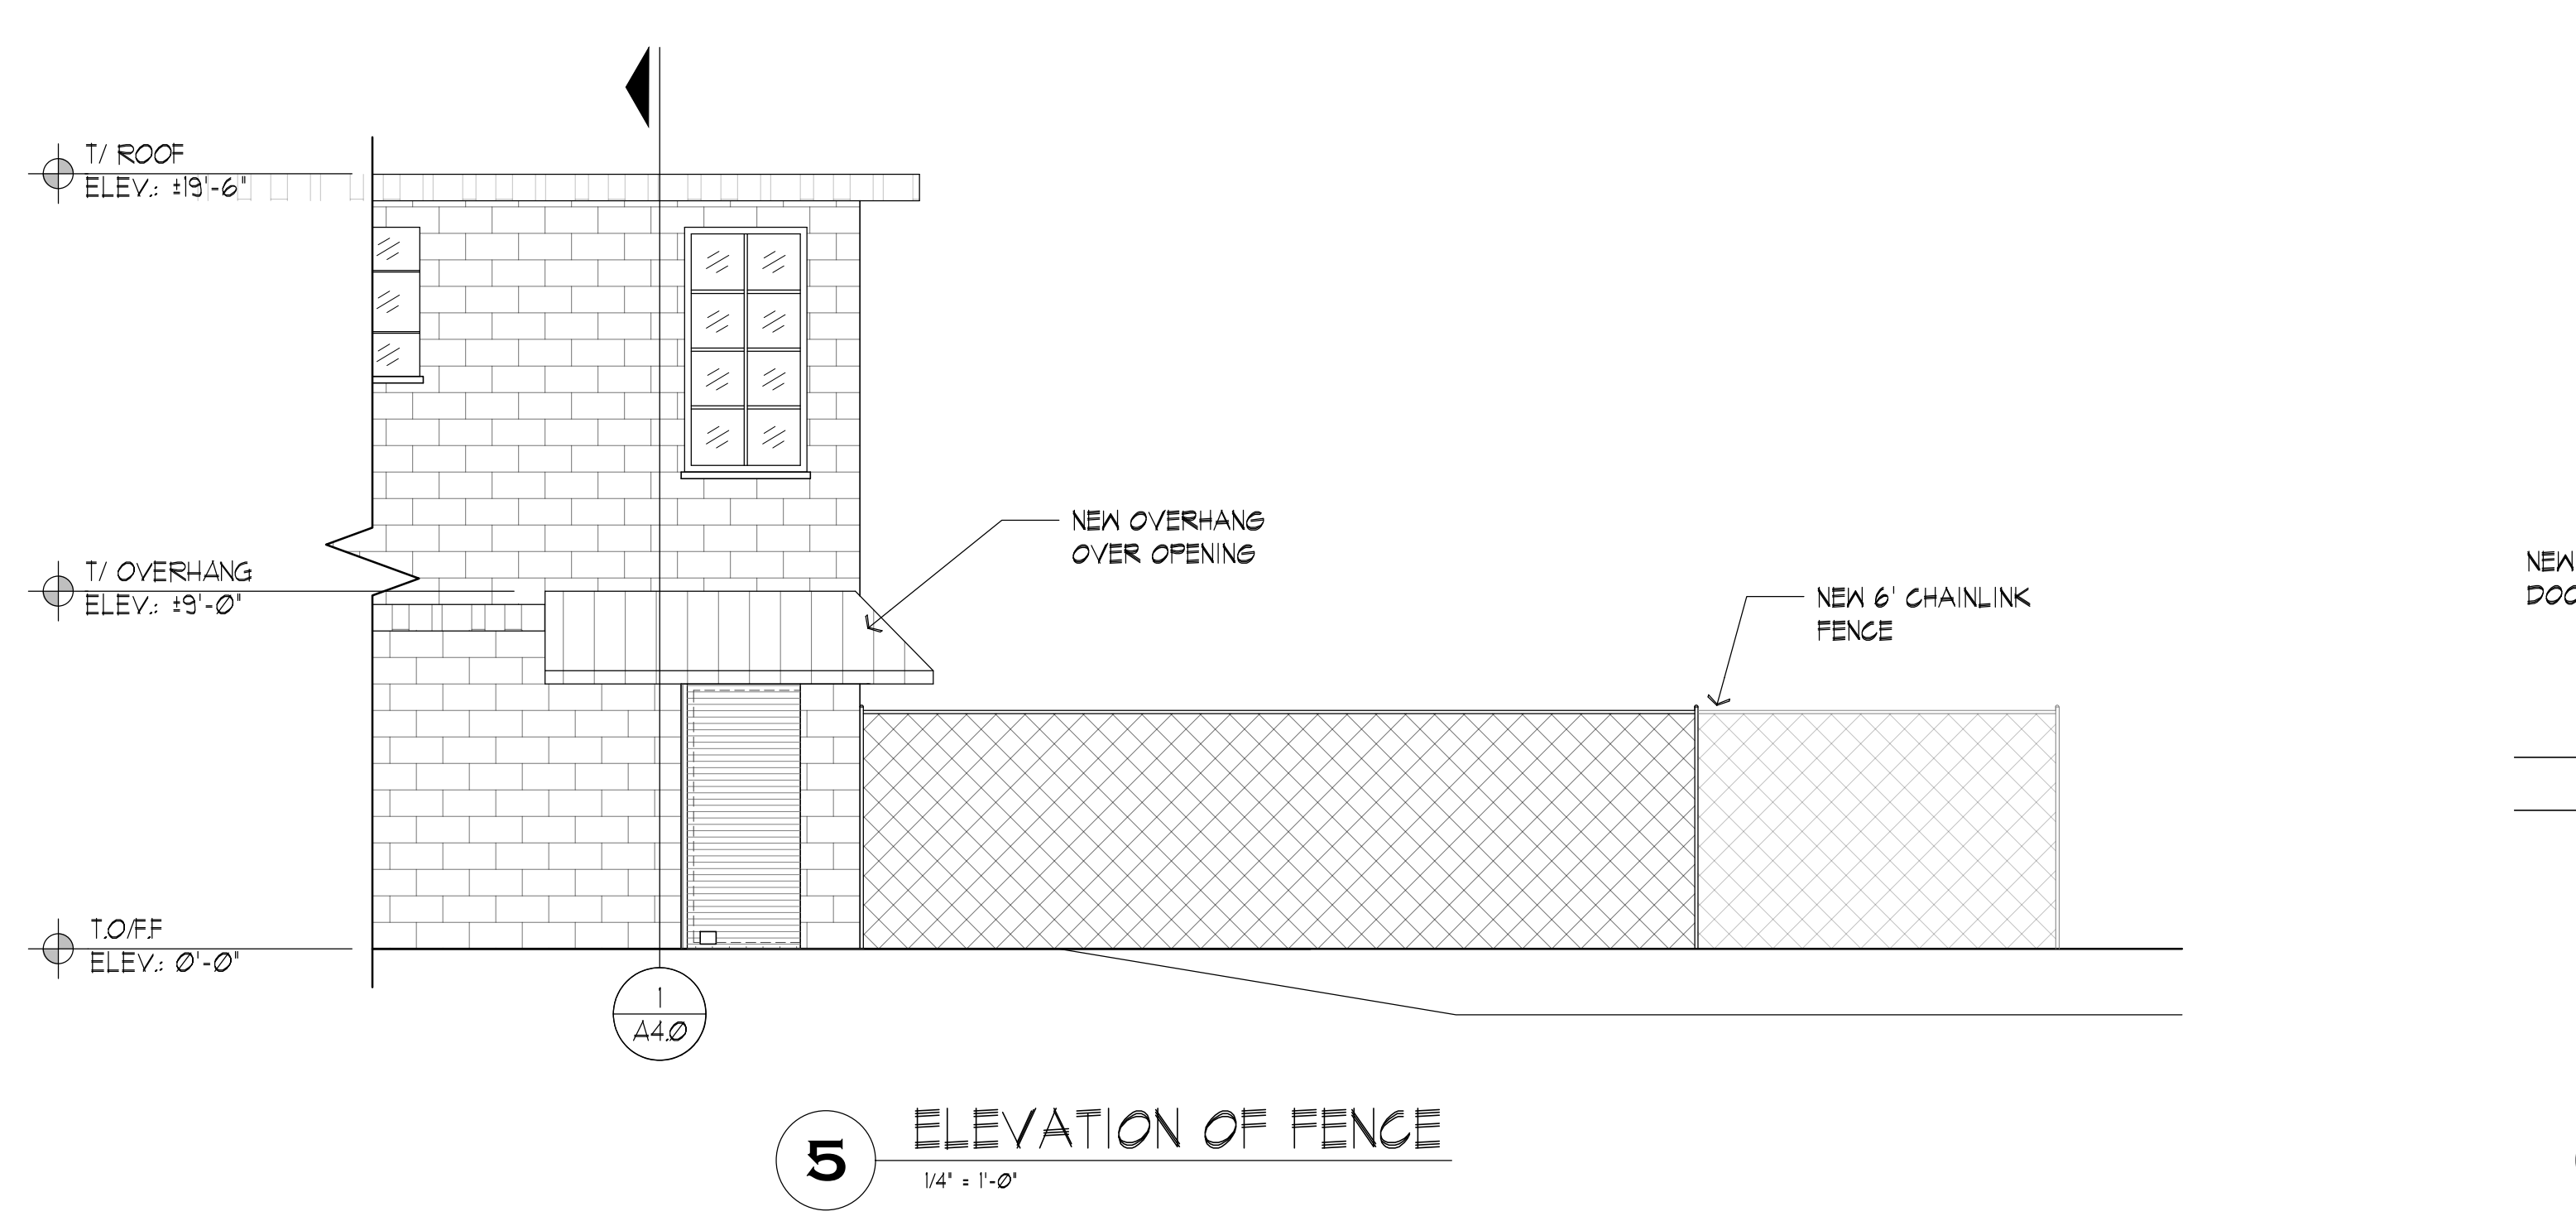 T/ ROOF
ELEV.: ±19'-6"
NEW OVERHANG
OVER OPENING
T/ OVERHANG
ELEV.: ±9'-0"
NEW 6' CHAINLINK
FENCE
NEW
T.O/F.F
ELEV.: 0'-0"
1
A4.0
5
ELEVATION OF FENCE
1/4" = 1'-0"